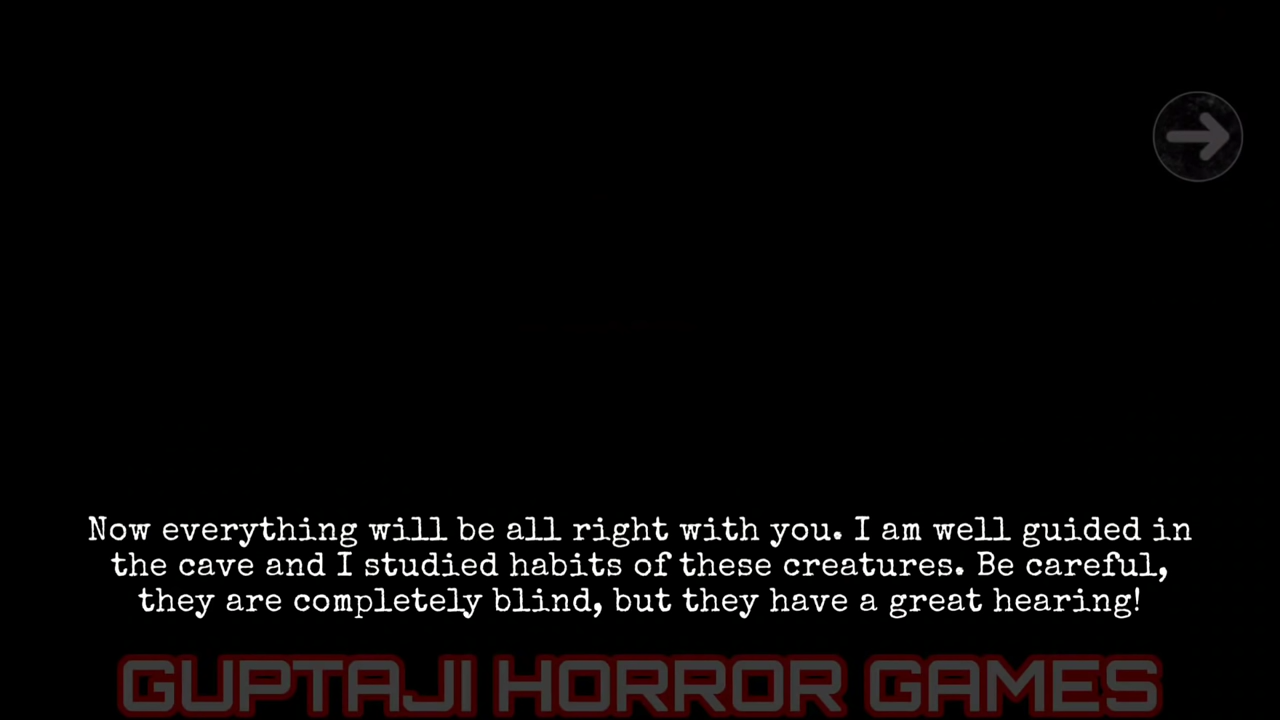 Now everything will be all right with you. I am well guided in
the cave and I studied habits of these creatures. Be careful,
they are completely blind, but they have a great hearing!
GUPTAJI HORROR GAMES